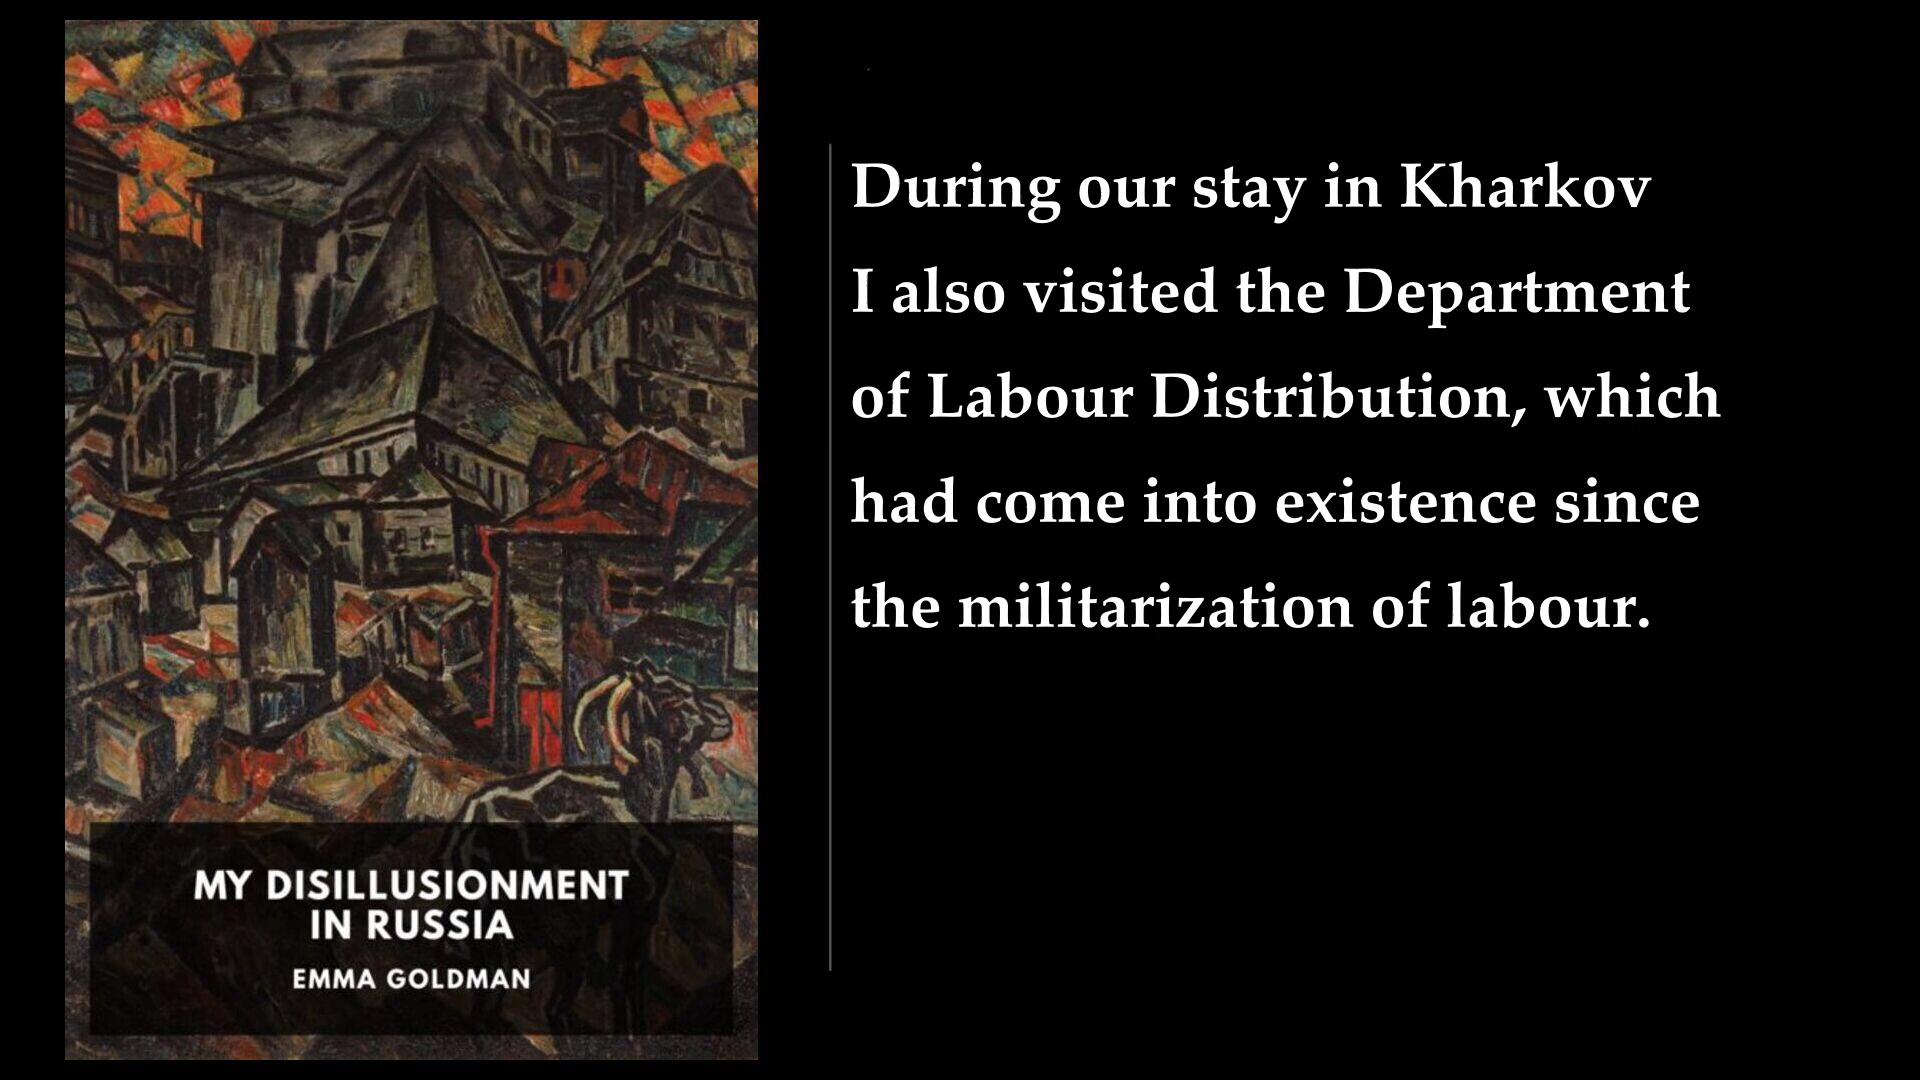 During our stay in Kharkov
I also visited the Department
of Labour Distribution, which
had come into existence since
the militarization of labour.
MY DISILLUSIONMENT
IN RUSSIA
EMMA GOLDMAN